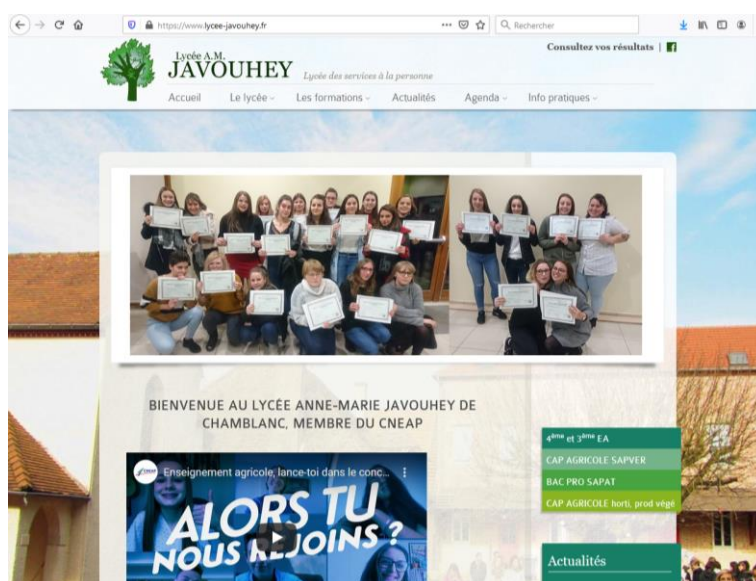 https://www.lycee-javouhey.fr
Rechercher
Consultez vos résultats |
Lycée A.M.
JAVOUHEY
Lycée des services à la personne
Accueil Le lycée Les formations Actualités Agenda Info pratiques
BIENVENUE AU LYCÉE ANNE-MARIE JAVOUHEY DE
CHAMBLANC, MEMBRE DU CNEAP
4ème et 3ème EA
CAP AGRICOLE SAPVER
BAC PRO SAPAT
CAP AGRICOLE horti, prod végé
Enseignement agricole, lance-toi dans le conc...
ALORS TU
NOUS REJOINS ?
Actualités